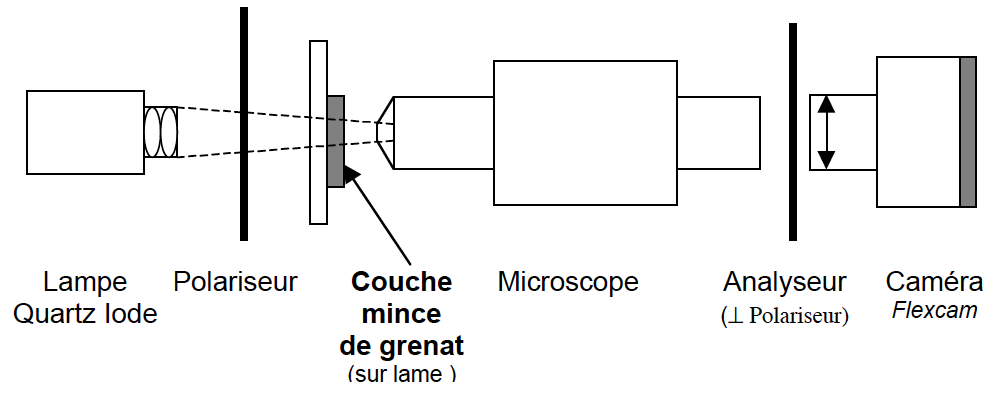 Lampe
Quartz Iode
Polariseur
Couche
mince
de grenat
(sur lame )
Microscope
Analyseur
(⊥ Polariseur)
Caméra
Flexcam